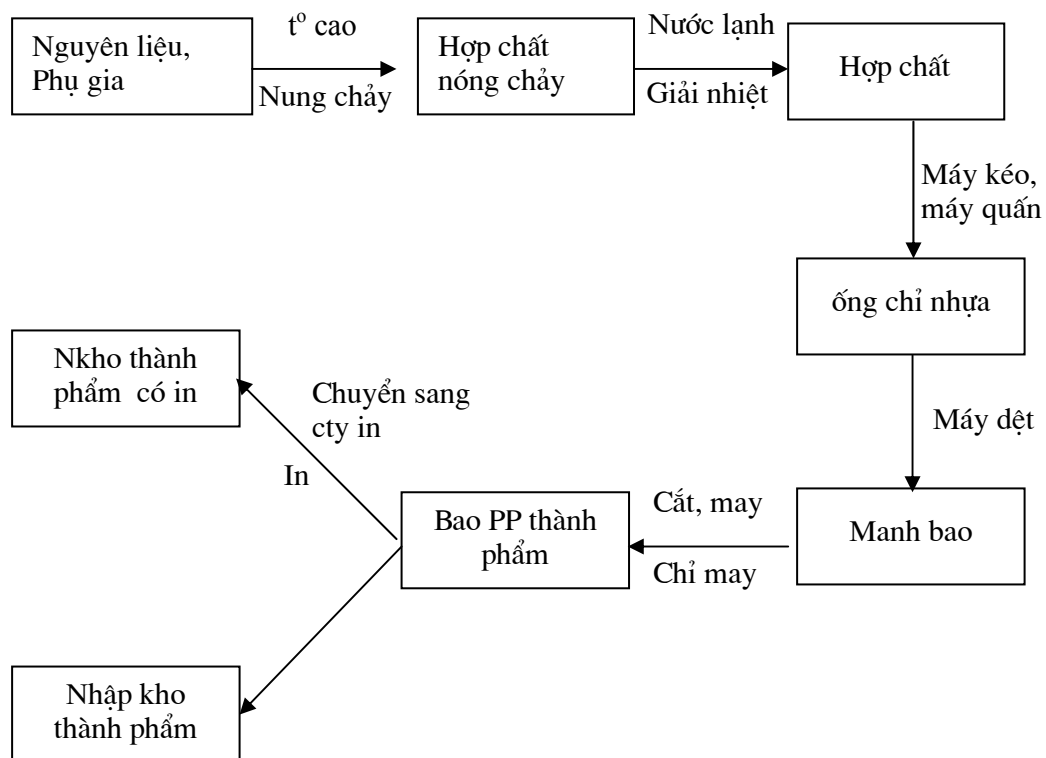 Nguyên liệu,
Phụ gia
t° cao
Nung chảy
Hợp chất
nóng chảy
Nước lạnh
Giải nhiệt
Hợp chất
Máy kéo,
máy quấn
ống chỉ nhựa
Máy dệt
Manh bao
Cắt, may
Chỉ may
Bao PP thành
phẩm
Chuyển sang
cty in
In
Nkho thành
phẩm có in
Nhập kho
thành phẩm